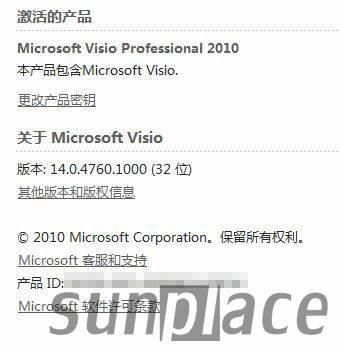 激活的产品
Microsoft Visio Professional 2010
本产品包含Microsoft Visio.
更改产品密钥
关于 Microsoft Visio
版本: 14.0.4760.1000 (32 位)
其他版本和版权信息
© 2010 Microsoft Corporation。保留所有权利。
Microsoft 客服和支持
产品 ID:
Microsoft 软件许可条款
sunplace